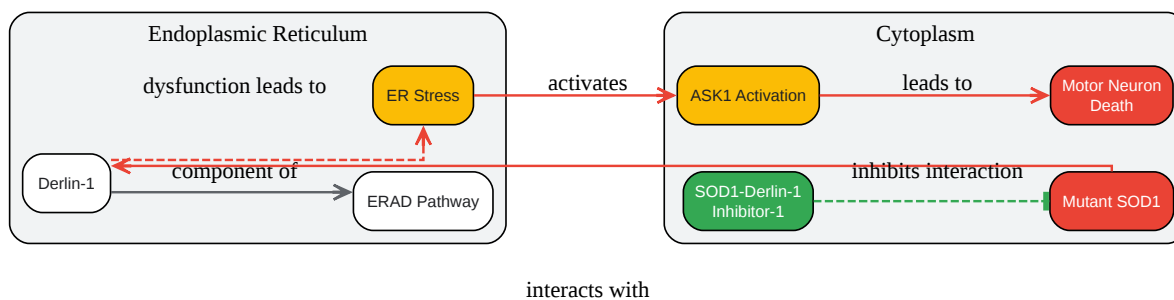 Endoplasmic Reticulum
Cytoplasm
dysfunction leads to
ER Stress
activates
ASK1 Activation
leads to
Motor Neuron
Death
Derlin-1
component of
ERAD Pathway
SOD1-Derlin-1
Inhibitor-1
inhibits interaction
Mutant SOD1
interacts with